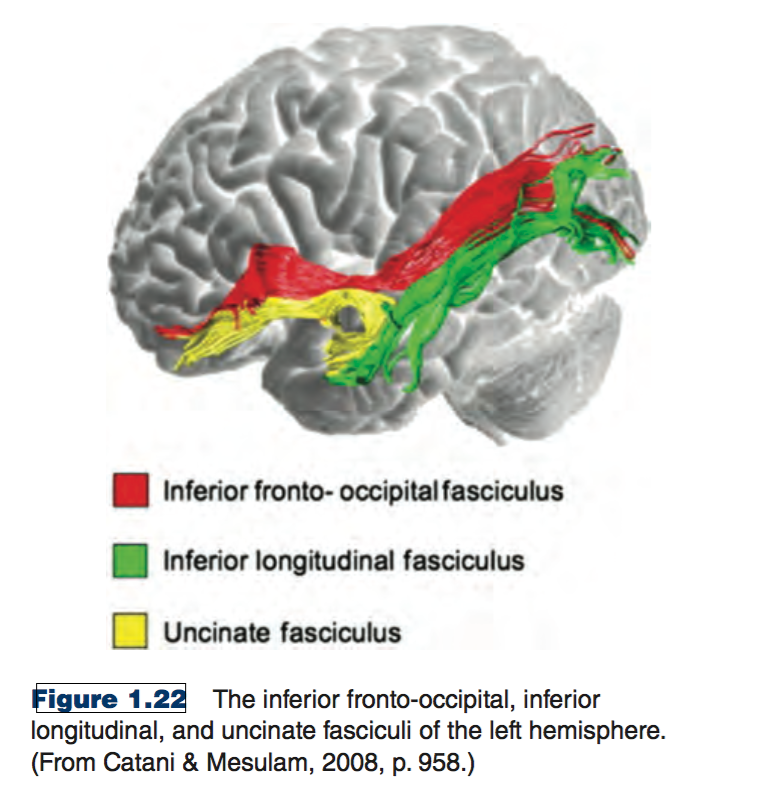 Inferior fronto- occipital fasciculus
Inferior longitudinal fasciculus
Uncinate fasciculus
Figure 1.22 The inferior fronto-occipital, inferior
longitudinal, and uncinate fasciculi of the left hemisphere.
(From Catani & Mesulam, 2008, p. 958.)